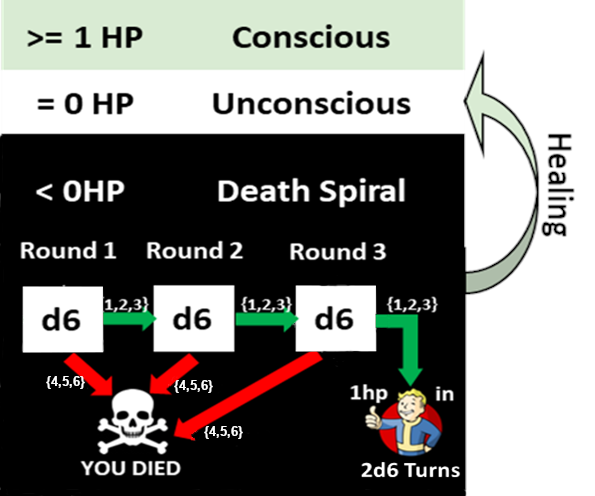 >= 1 HP Conscious
= 0 HP Unconscious
< 0HP Death Spiral
Healing
Round 1 Round 2 Round 3
d6 {1,2,3} d6 {1,2,3} d6 {1,2,3}
{4,5,6} {4,5,6}
{4,5,6}
YOU DIED
1hp in
2d6 Turns